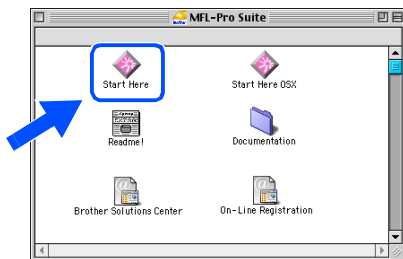 MFL-Pro Suite
Start Here
Start Here OSX
Readme!
Documentation
Brother Solutions Center
On-Line Registration